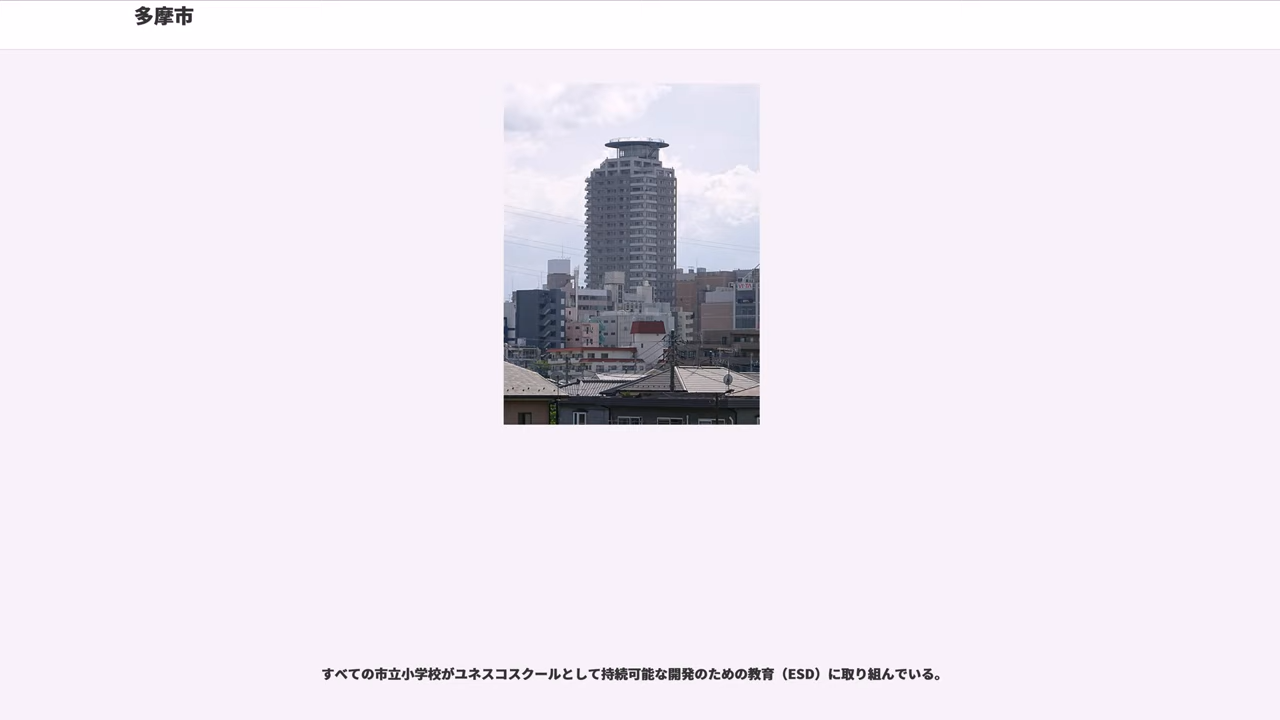 多摩市
すべての市立小学校がユネスコスクールとして持続可能な開発のための教育（ESD）に取り組んでいる。